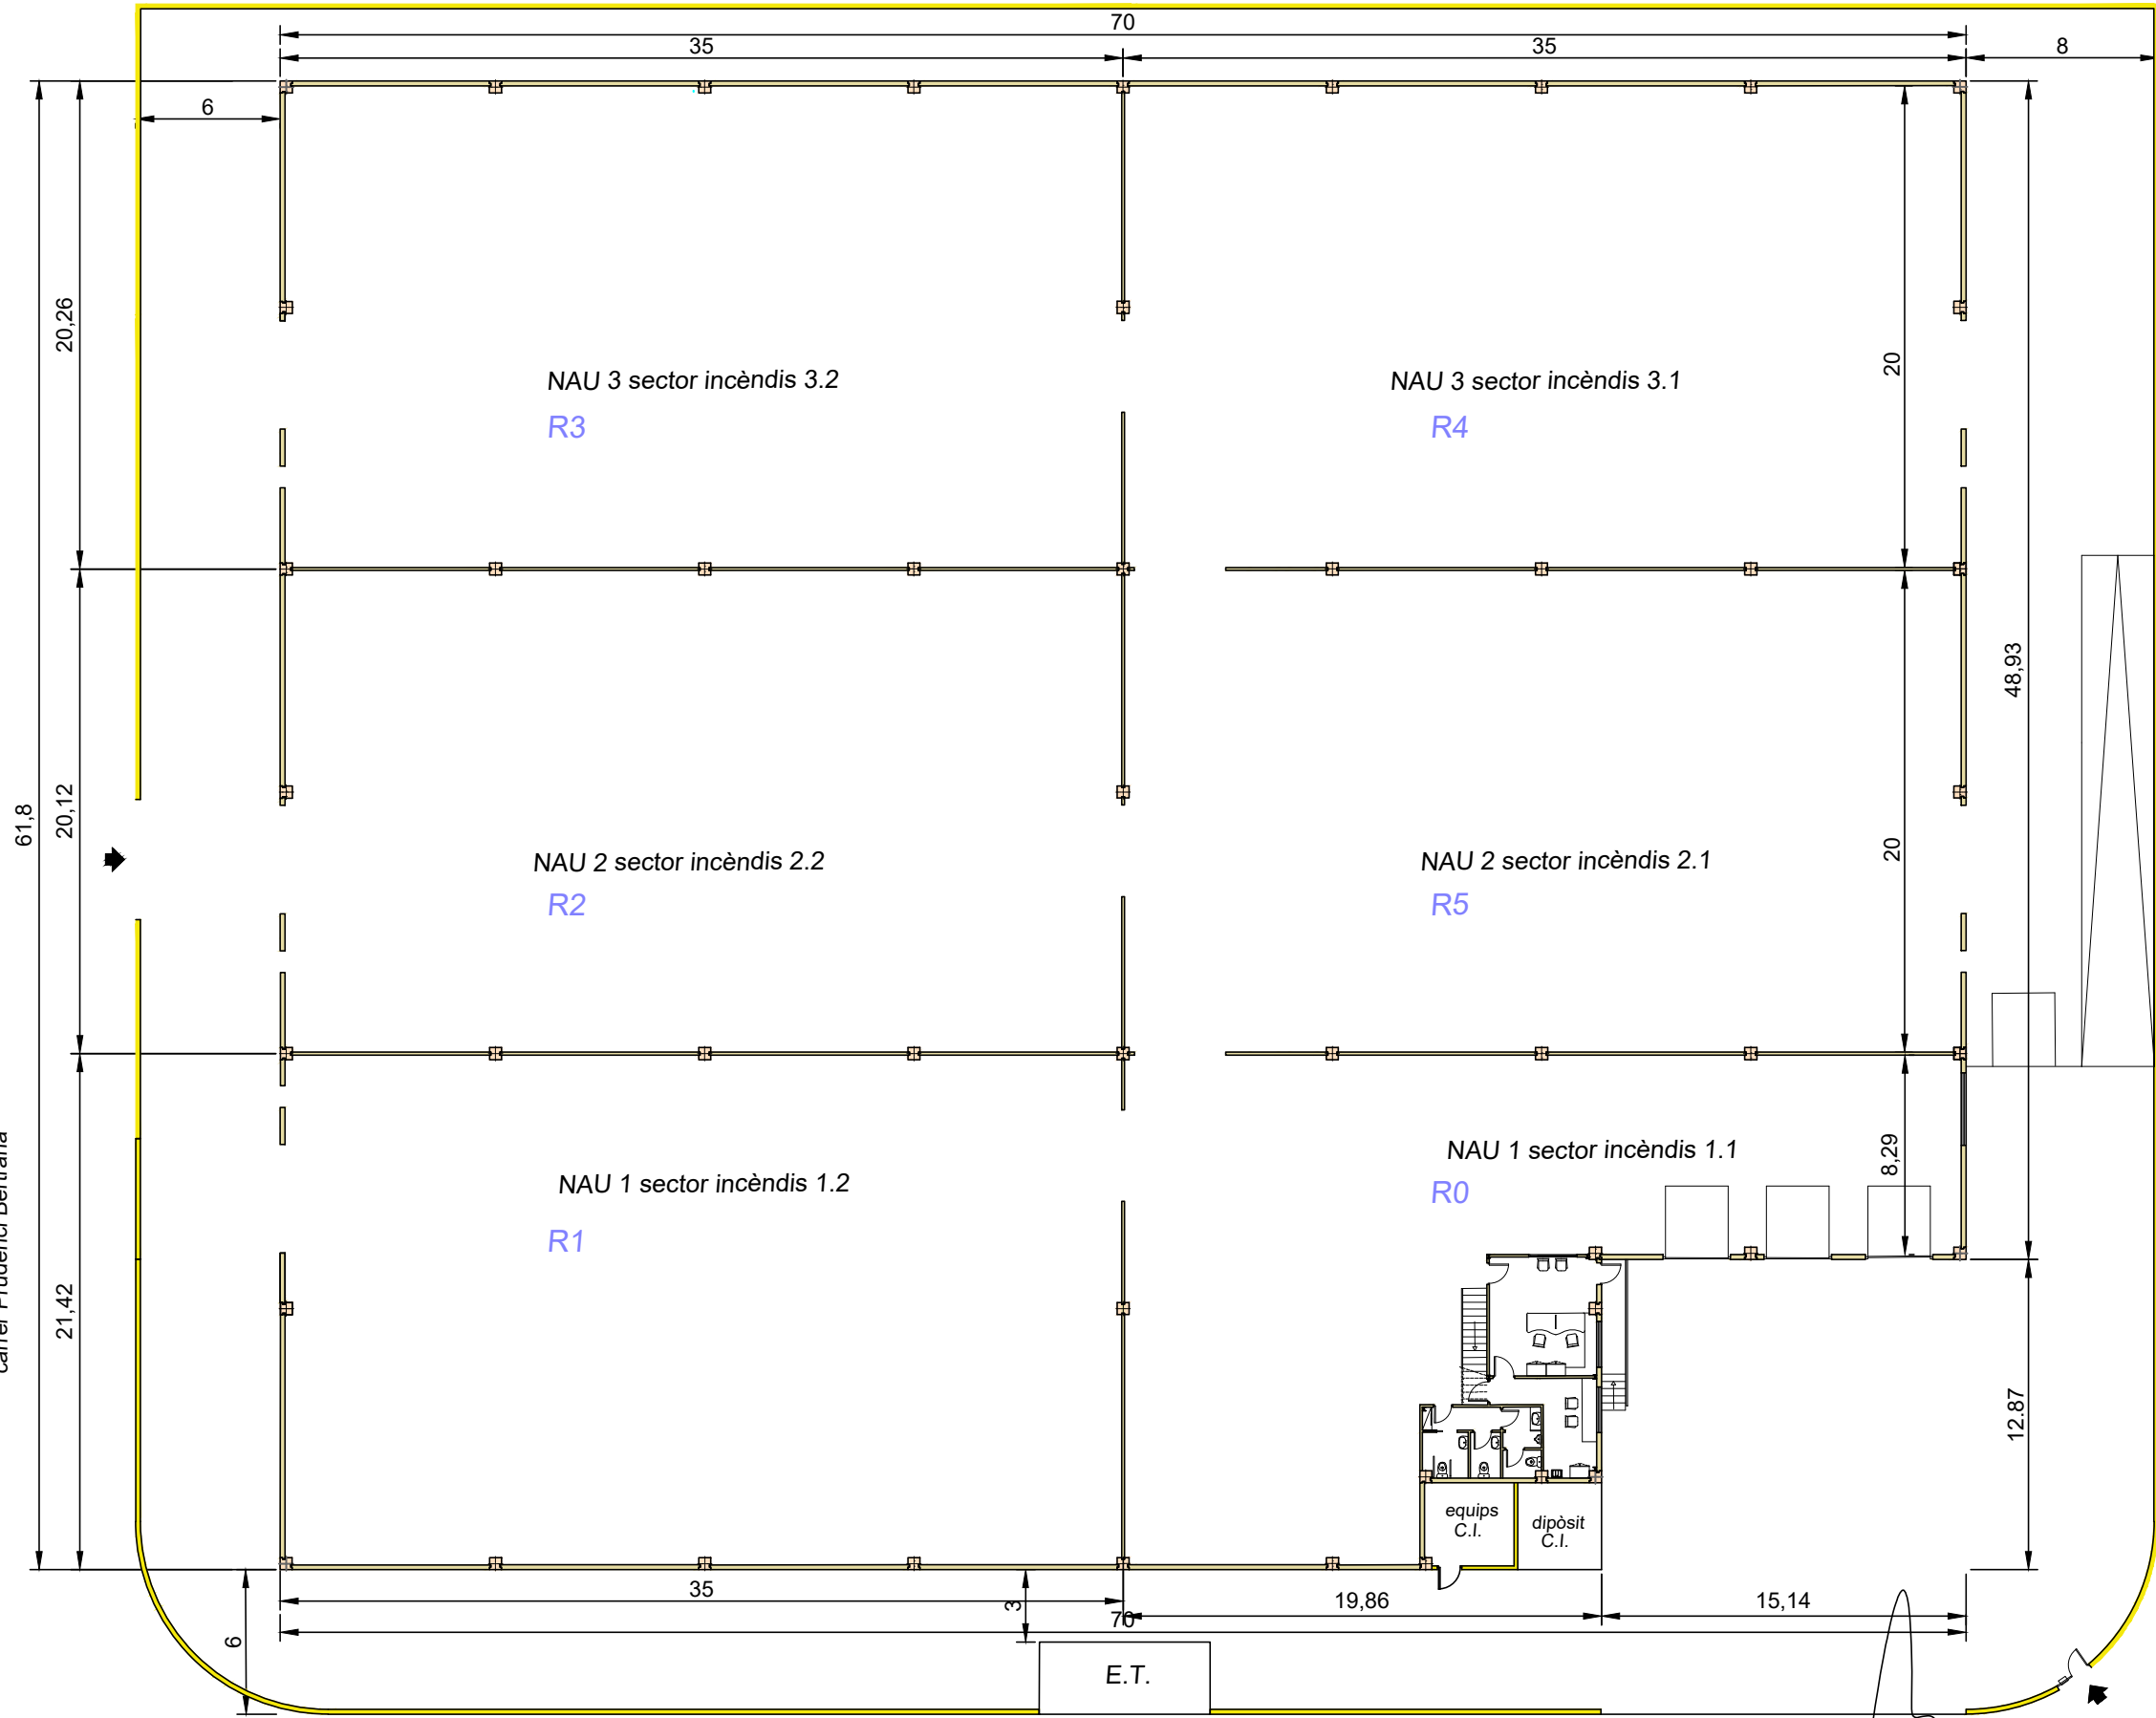 70
35
35
8
6
20,26
20
NAU 3 sector incèndis 3.2
NAU 3 sector incèndis 3.1
R3
R4
48,93
61,8
20,12
20
NAU 2 sector incèndis 2.2
NAU 2 sector incèndis 2.1
R2
R5
8,29
NAU 1 sector incèndis 1.2
NAU 1 sector incèndis 1.1
R1
R0
carrer Prudenci Bertrana
21,42
12.87
equips
C.I.
dipòsit
C.I.
35
3
19,86
15,14
70
6
E.T.